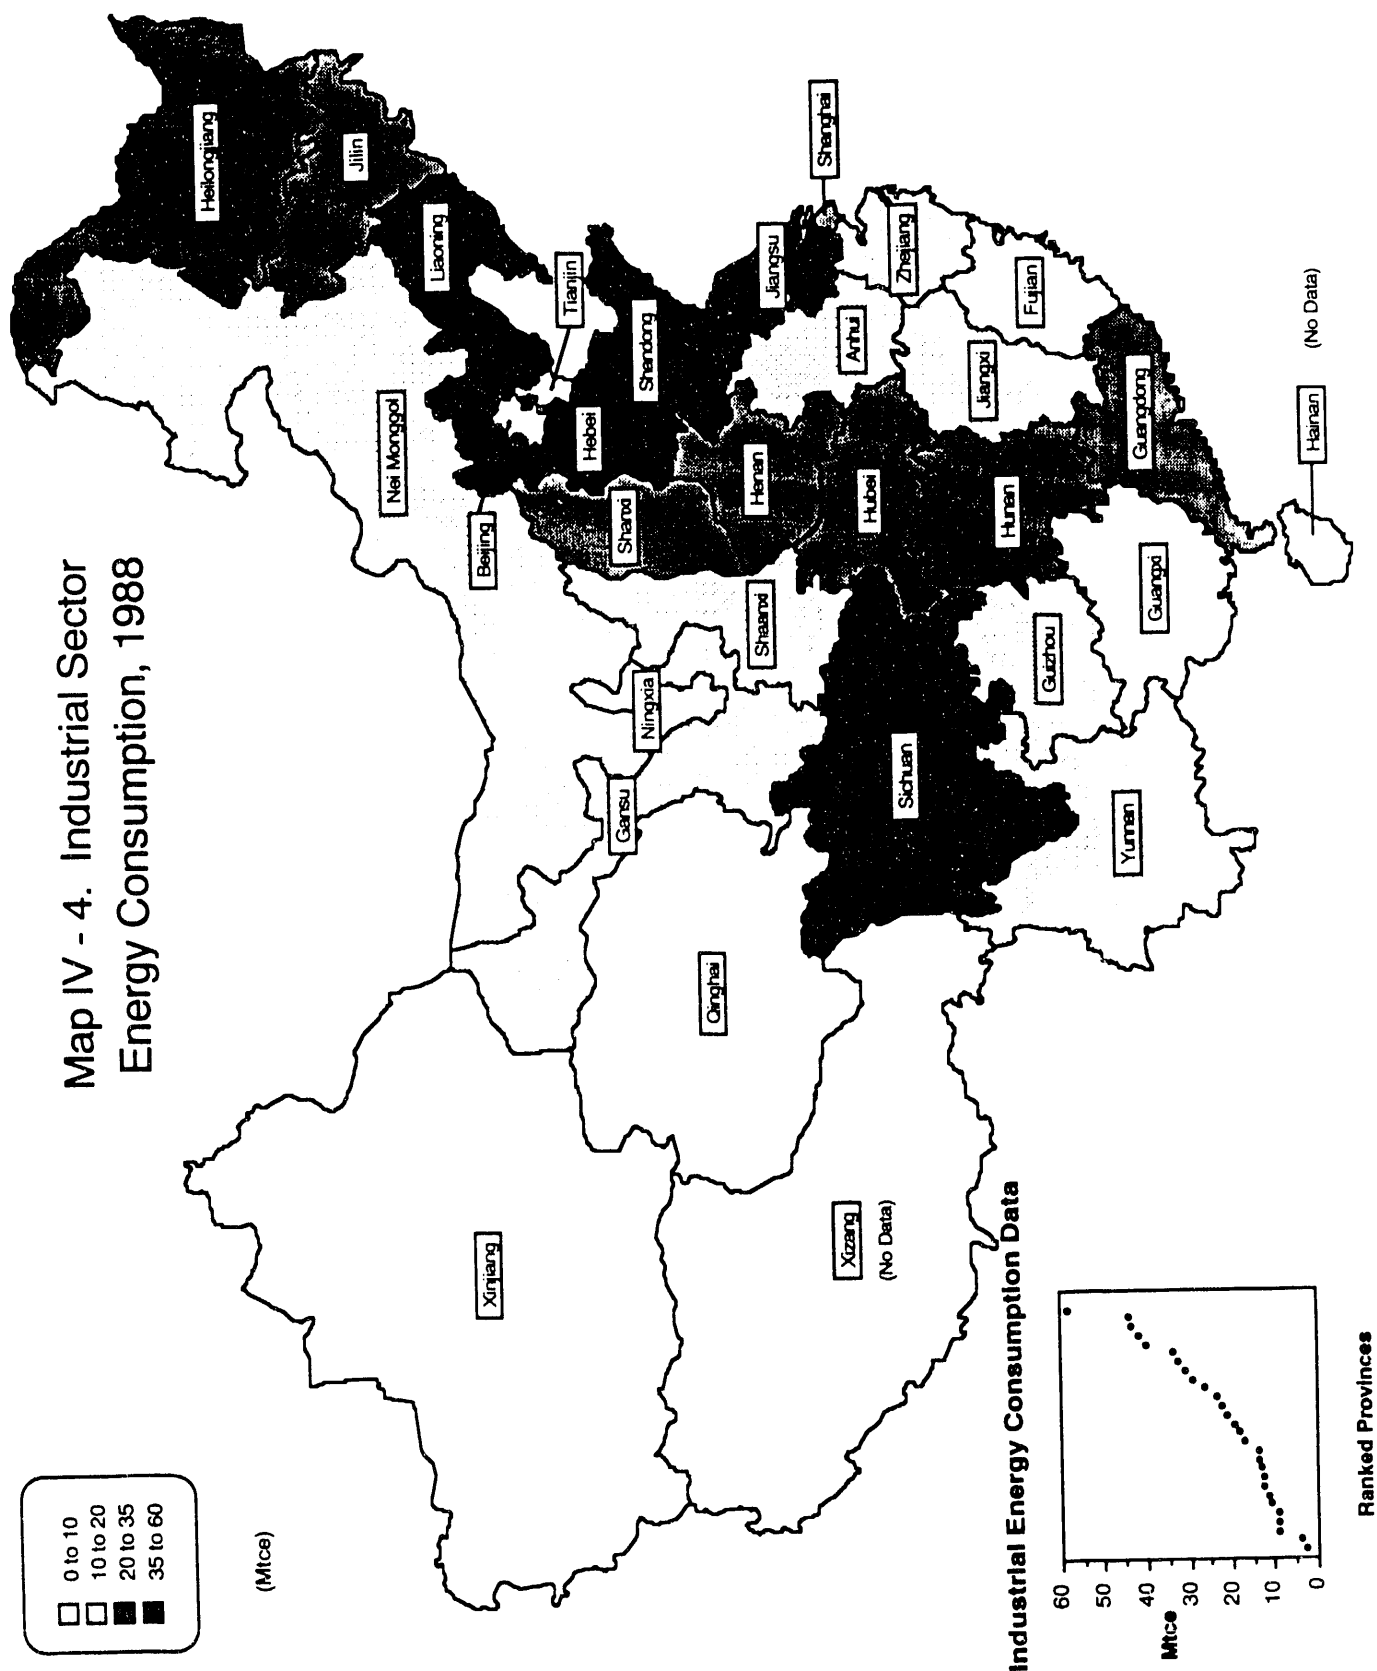 Map IV - 4. Industrial Sector
Energy Consumption, 1988
0 to 10
10 to 20
20 to 35
35 to 60
(Mtce)
Heilongjiang
Jilin
Liaoning
Nei Monggol
Beijing
Tianjin
Hebei
Shanxi
Shandong
Xinjiang
Gansu
Ningxia
Shaanxi
Henan
Jiangsu
Shanghai
Qinghai
Anhui
Hubei
Zhejiang
Xizang
(No Data)
Sichuan
Jiangxi
Hunan
Fujian
Guizhou
Yunnan
Guangxi
Guangdong
Hainan
(No Data)
Industrial Energy Consumption Data
60
50
40
30
20
10
0
Mtce
Ranked Provinces